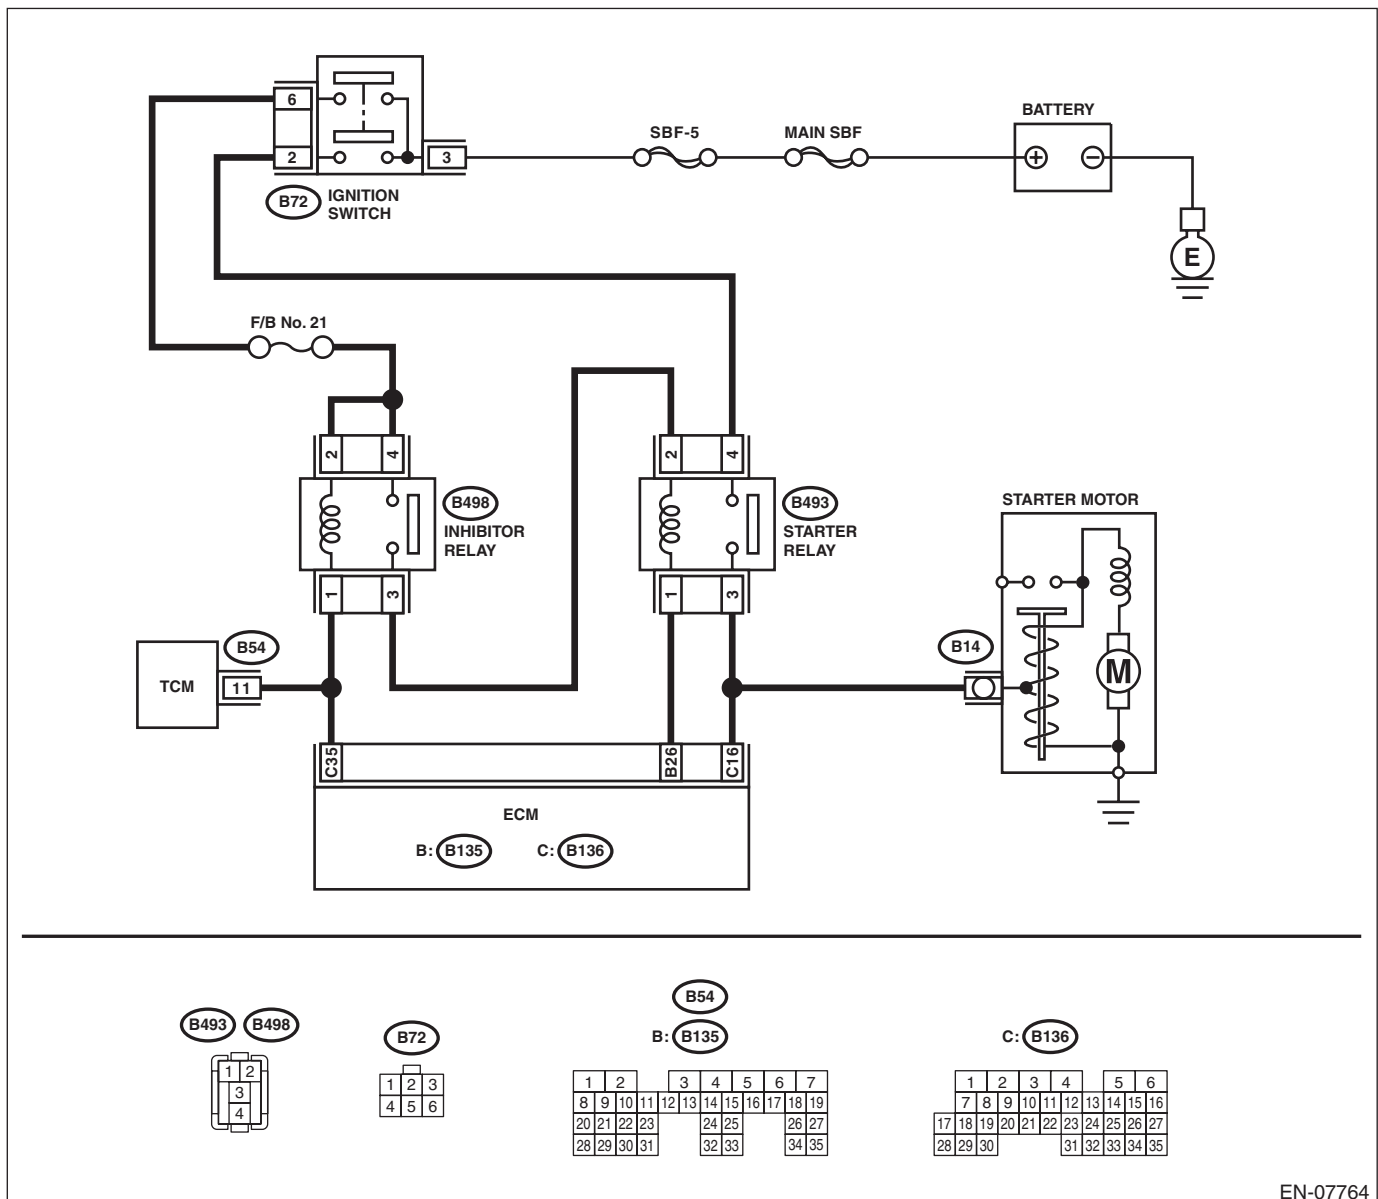 6
2
3
B72
IGNITION
SWITCH
SBF-5
MAIN SBF
BATTERY
+
−
E
F/B No. 21
2
4
B498
INHIBITOR
RELAY
1
3
2
4
B493
STARTER
RELAY
1
3
STARTER MOTOR
B14
M
B54
TCM
11
C35
B26
C16
ECM
B: B135
C: B136
B493
B498
1 2
3
4
B72
1 2 3
4 5 6
B54
B: B135
1 2 3 4 5 6 7
8 9 10 11 12 13 14 15 16 17 18 19
20 21 22 23 24 25 26 27
28 29 30 31 32 33 34 35
C: B136
1 2 3 4 5 6
7 8 9 10 11 12 13 14 15 16
17 18 19 20 21 22 23 24 25 26 27
28 29 30 31 32 33 34 35
EN-07764